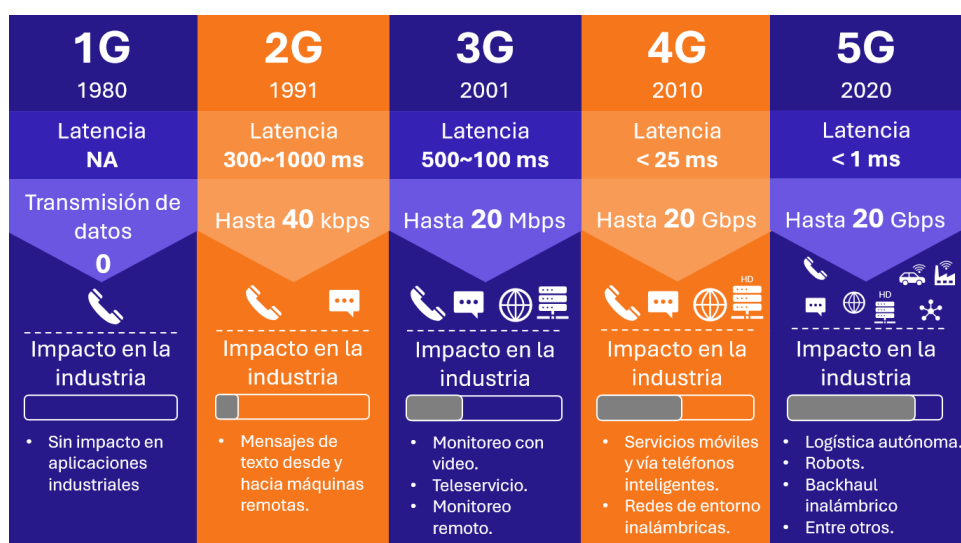 1G
1980
Latencia
NA
Transmisión de
datos
0
Impacto en la
industria
• Sin impacto en
aplicaciones
industriales
2G
1991
Latencia
300~1000 ms
Hasta 40 kbps
Impacto en la
industria
• Mensajes de
texto desde y
hacia máquinas
remotas.
3G
2001
Latencia
500~100 ms
Hasta 20 Mbps
Impacto en la
industria
• Monitoreo con
video.
• Teleservicio.
• Monitoreo
remoto.
4G
2010
Latencia
< 25 ms
Hasta 20 Gbps
HD
Impacto en la
industria
• Servicios móviles
y vía teléfonos
inteligentes.
• Redes de entorno
inalámbricas.
5G
2020
Latencia
< 1 ms
Hasta 20 Gbps
HD
Impacto en la
industria
• Logística autónoma.
• Robots.
• Backhaul
inalámbrico
• Entre otros.